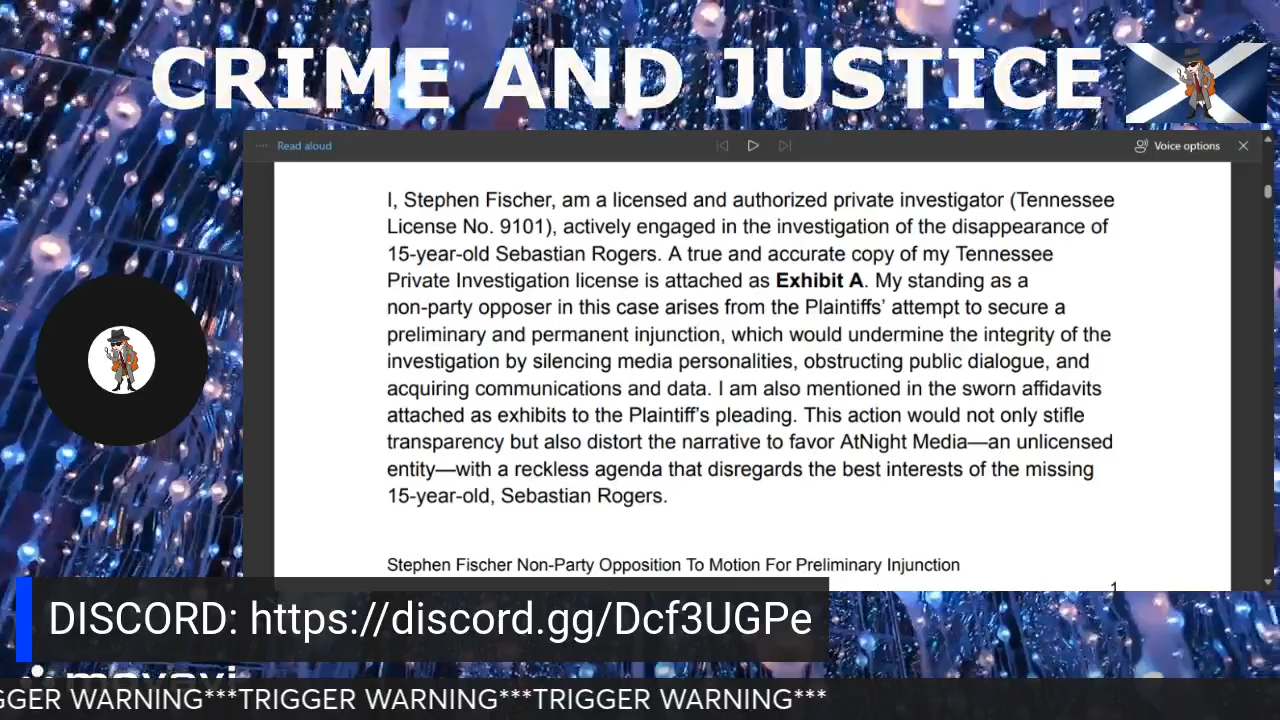 CRIME AND JUSTICE
Read aloud
Voice options
I, Stephen Fischer, am a licensed and authorized private investigator (Tennessee
License No. 9101), actively engaged in the investigation of the disappearance of
15-year-old Sebastian Rogers. A true and accurate copy of my Tennessee
Private Investigation license is attached as Exhibit A. My standing as a
non-party opposer in this case arises from the Plaintiffs’ attempt to secure a
preliminary and permanent injunction, which would undermine the integrity of the
investigation by silencing media personalities, obstructing public dialogue, and
acquiring communications and data. I am also mentioned in the sworn affidavits
attached as exhibits to the Plaintiff’s pleading. This action would not only stifle
transparency but also distort the narrative to favor AtNight Media—an unlicensed
entity—with a reckless agenda that disregards the best interests of the missing
15-year-old, Sebastian Rogers.
Stephen Fischer Non-Party Opposition To Motion For Preliminary Injunction
1
DISCORD: https://discord.gg/Dcf3UGPe
GGER WARNING***TRIGGER WARNING***TRIGGER WARNING***